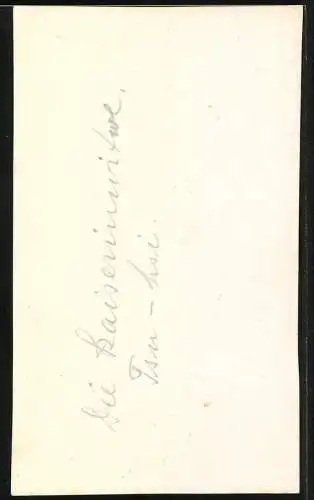 Die Kaiserinwitwe,
Tsu-hsi.